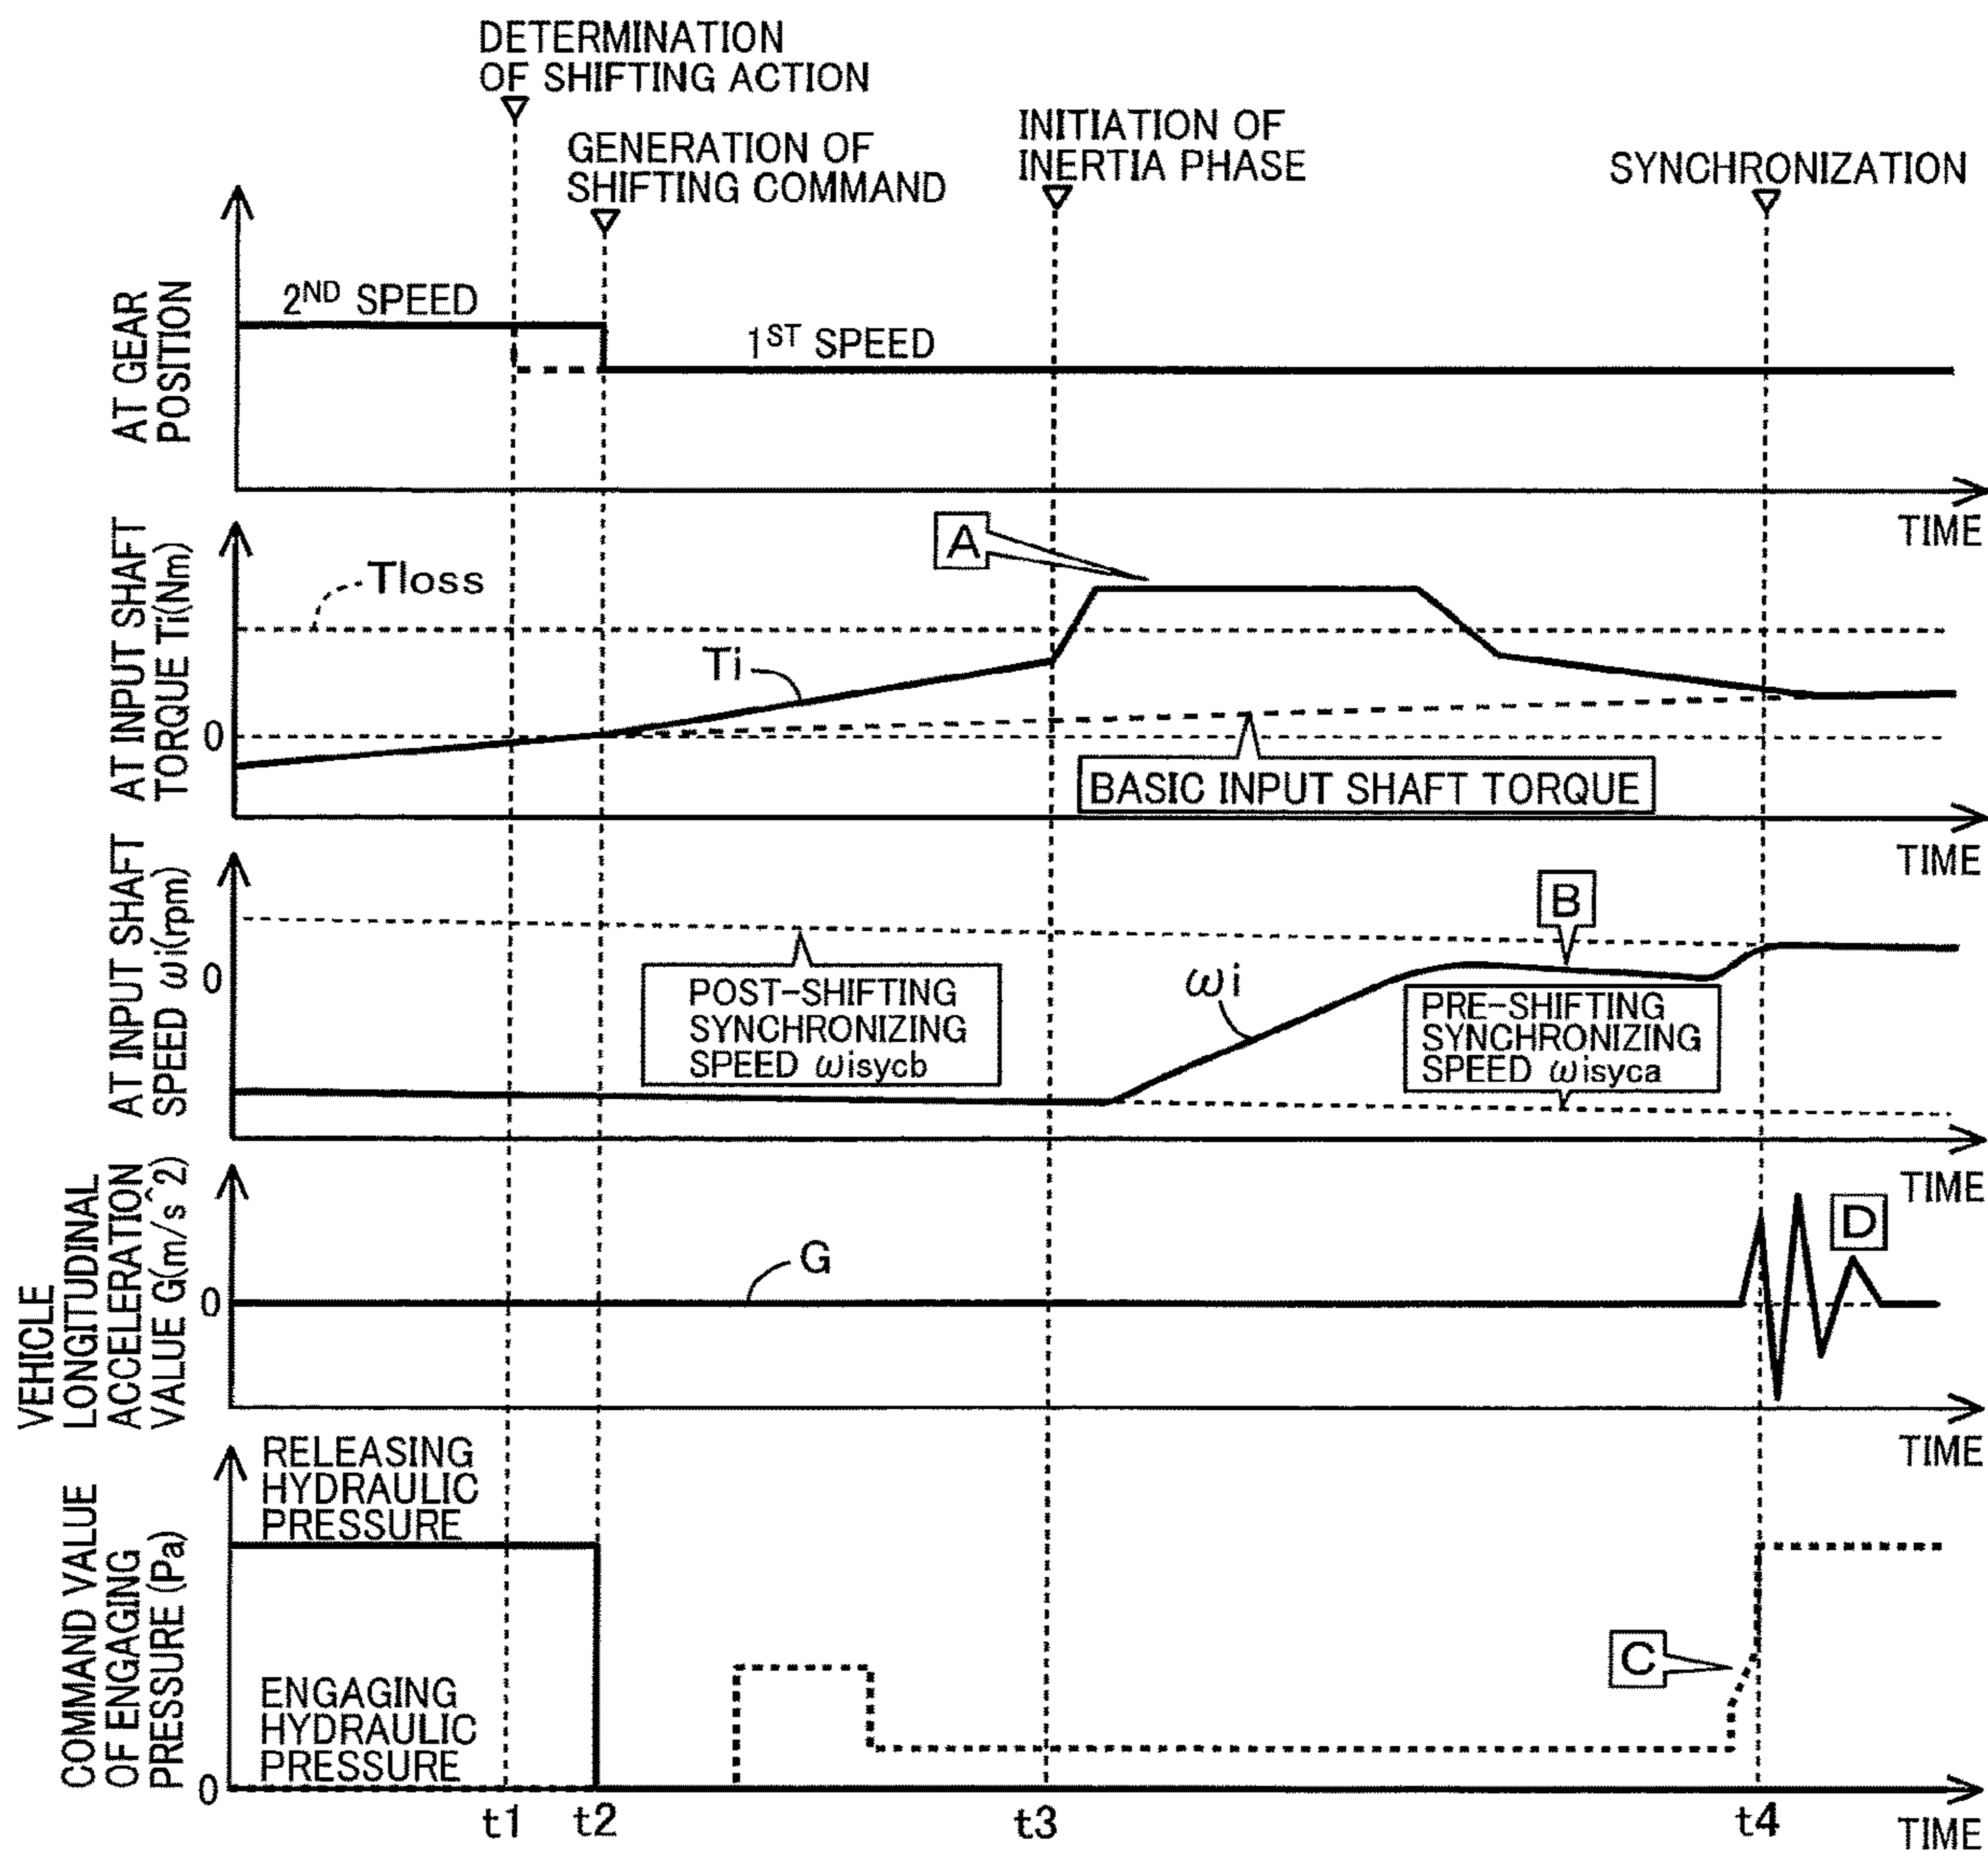 DETERMINATION
OF SHIFTING ACTION
GENERATION OF
SHIFTING COMMAND
INITIATION OF
INERTIA PHASE
SYNCHRONIZATION
AT GEAR
POSITION
2ND SPEED
1ST SPEED
TIME
AT INPUT SHAFT
TORQUE Ti(Nm)
Tloss
A
Ti
0
BASIC INPUT SHAFT TORQUE
TIME
AT INPUT SHAFT
SPEED ωi(rpm)
0
B
POST-SHIFTING
SYNCHRONIZING
SPEED ωisycb
ωi
PRE-SHIFTING
SYNCHRONIZING
SPEED ωisyca
TIME
VEHICLE
LONGITUDINAL
ACCELERATION
VALUE G(m/s^2)
0
G
D
TIME
COMMAND VALUE
OF ENGAGING
PRESSURE (Pa)
RELEASING
HYDRAULIC
PRESSURE
C
ENGAGING
HYDRAULIC
PRESSURE
0
t1
t2
t3
t4
TIME